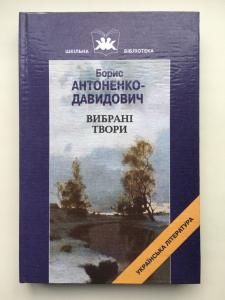 ШКІЛЬНА БІБЛІОТЕКА
Борис
АНТОНЕНКО-
ДАВИДОВИЧ
ВИБРАНІ
ТВОРИ
УКРАЇНСЬКА ЛІТЕРАТУРА